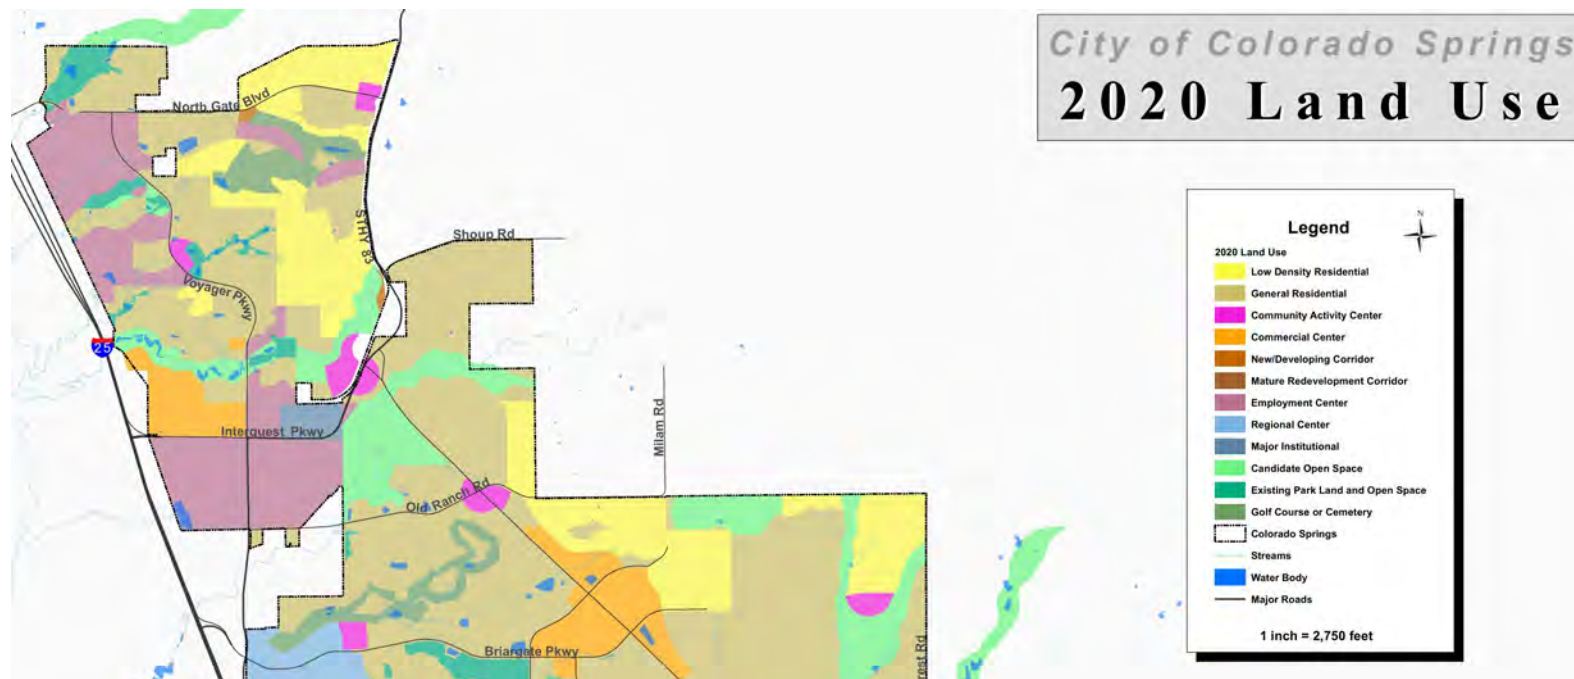 City of Colorado Springs
2020 Land Use
North Gate Blvd
STHY 83
Shoup Rd
Voyager Pkwy
25
Interquest Pkwy
Milam Rd
Old Ranch Rd
Briargate Pkwy
rest Rd
N
Legend
2020 Land Use
Low Density Residential
General Residential
Community Activity Center
Commercial Center
New/Developing Corridor
Mature Redevelopment Corridor
Employment Center
Regional Center
Major Institutional
Candidate Open Space
Existing Park Land and Open Space
Golf Course or Cemetery
Colorado Springs
Streams
Water Body
Major Roads
1 inch = 2,750 feet